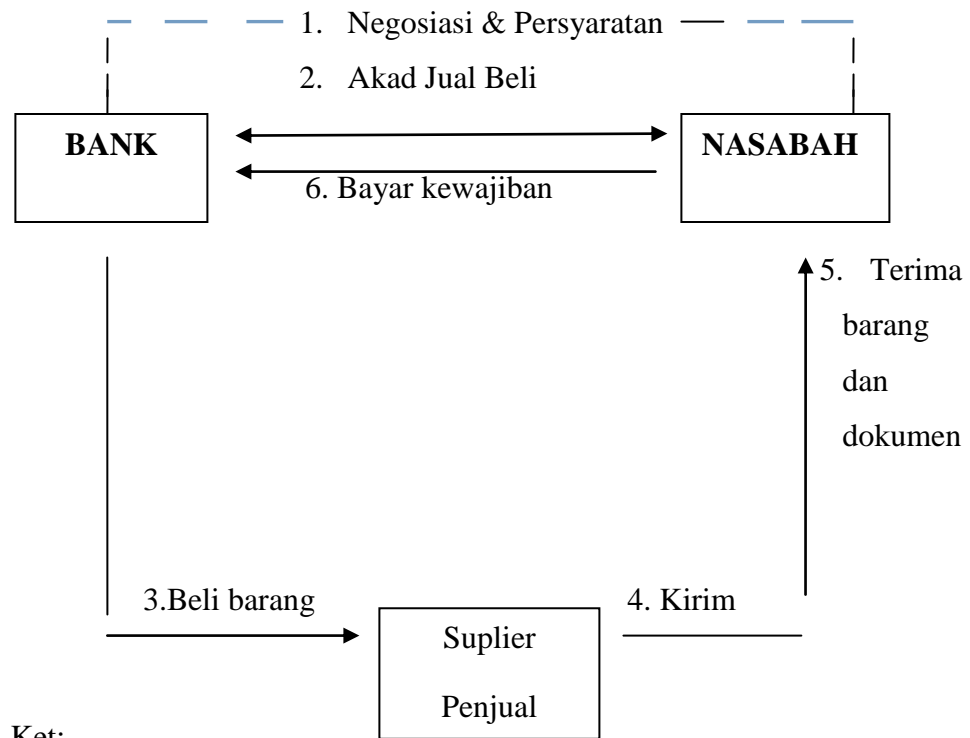 1. Negosiasi & Persyaratan
2. Akad Jual Beli
BANK
NASABAH
6. Bayar kewajiban
5. Terima
barang
dan
dokumen
3.Beli barang
4. Kirim
Suplier
Penjual
Ket: